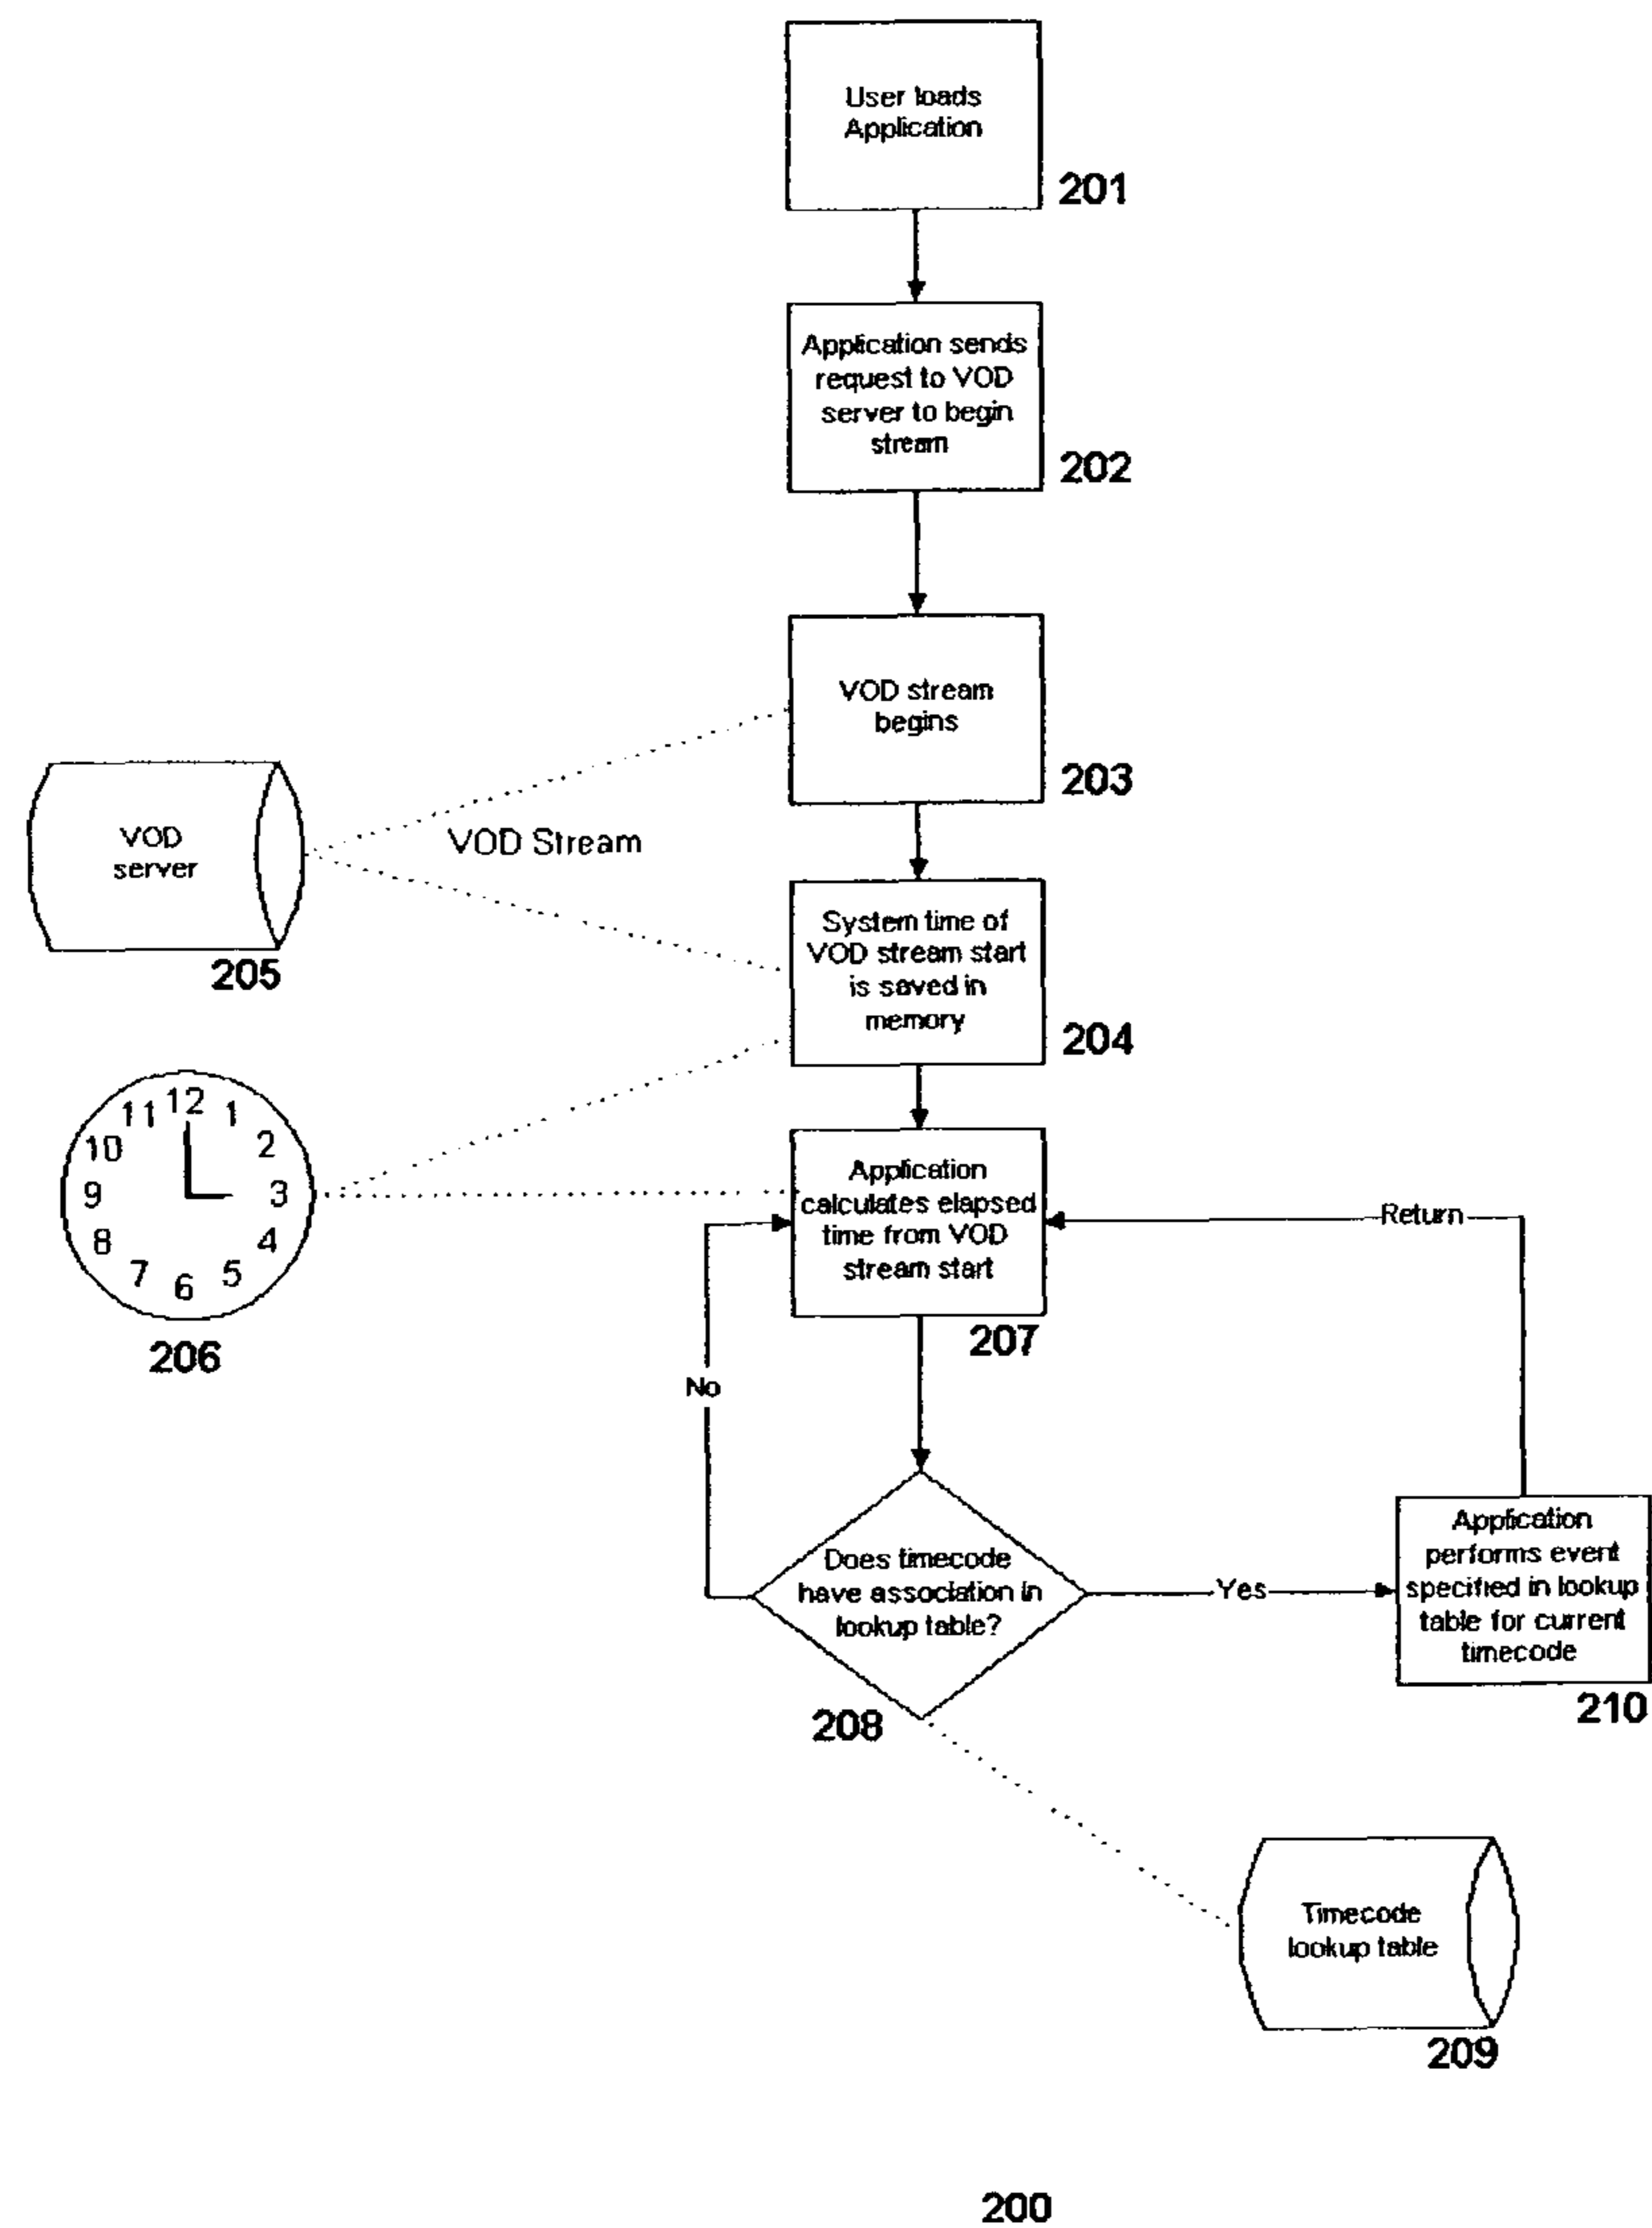 User loads
Application
201
Application sends
request to VOD
server to begin
stream
202
VOD stream
begins
203
VOD
server
205
VOD Stream
System time of
VOD stream start
is saved in
memory
204
12
1
2
3
4
5
6
7
8
9
10
11
206
Application
calculates elapsed
time from VOD
stream start
207
Return
No
Does timecode
have association in
lookup table?
208
Yes
Application
performs event
specified in lookup
table for current
timecode
210
Timecode
lookup table
209
200